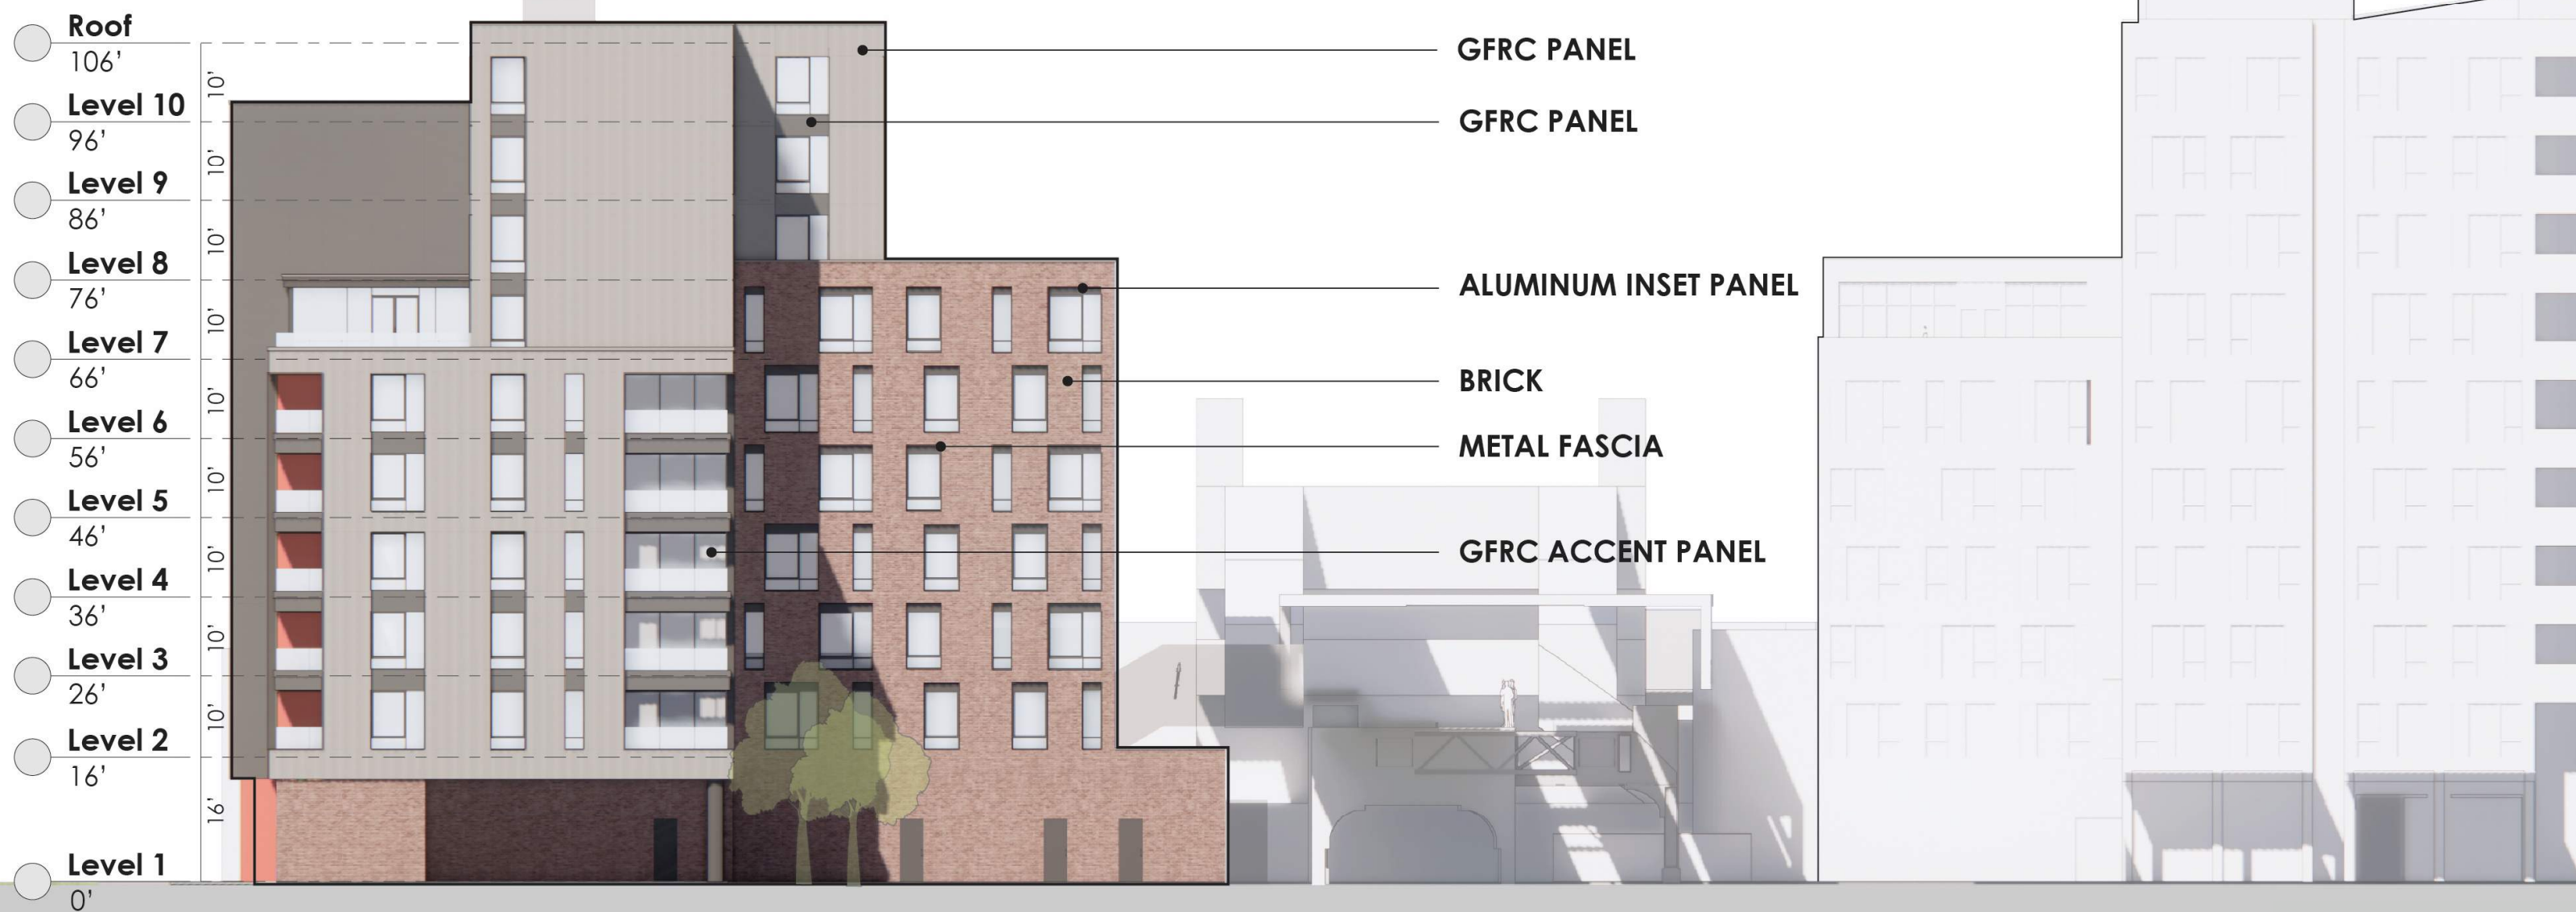 Roof
106’
10’
GFRC PANEL
Level 10
96’
10’
GFRC PANEL
Level 9
86’
10’
Level 8
76’
10’
ALUMINUM INSET PANEL
Level 7
66’
10’
BRICK
Level 6
56’
10’
METAL FASCIA
Level 5
46’
10’
GFRC ACCENT PANEL
Level 4
36’
10’
Level 3
26’
10’
Level 2
16’
16’
Level 1
0’